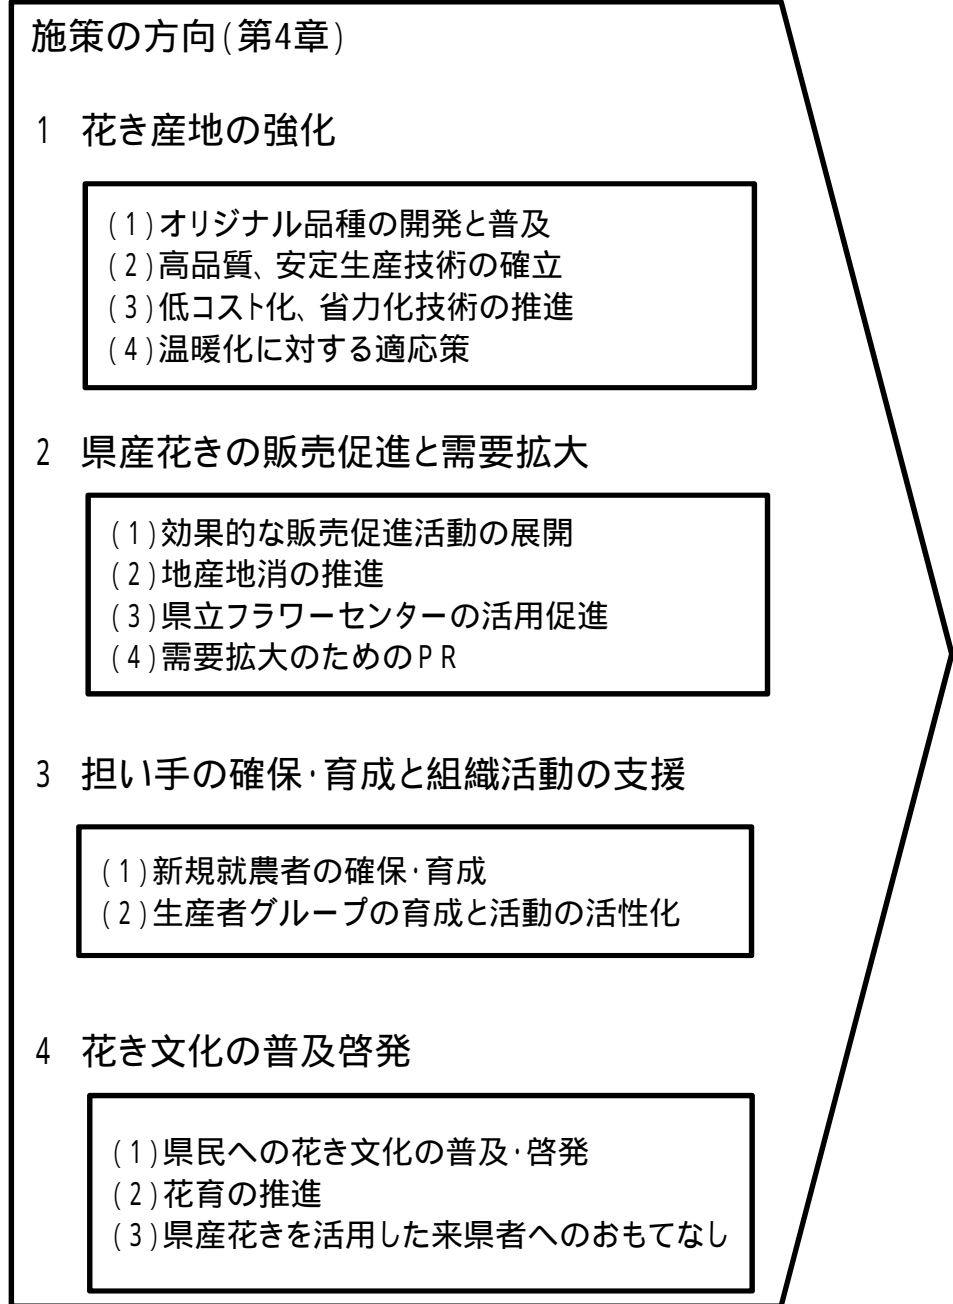 施策の方向(第4章)
1 花き産地の強化
(1)オリジナル品種の開発と普及
(2)高品質、安定生産技術の確立
(3)低コスト化、省力化技術の推進
(4)温暖化に対する適応策
2 県産花きの販売促進と需要拡大
(1)効果的な販売促進活動の展開
(2)地産地消の推進
(3)県立フラワーセンターの活用促進
(4)需要拡大のためのPR
3 担い手の確保・育成と組織活動の支援
(1)新規就農者の確保・育成
(2)生産者グループの育成と活動の活性化
4 花き文化の普及啓発
(1)県民への花き文化の普及・啓発
(2)花育の推進
(3)県産花きを活用した来県者へのおもてなし